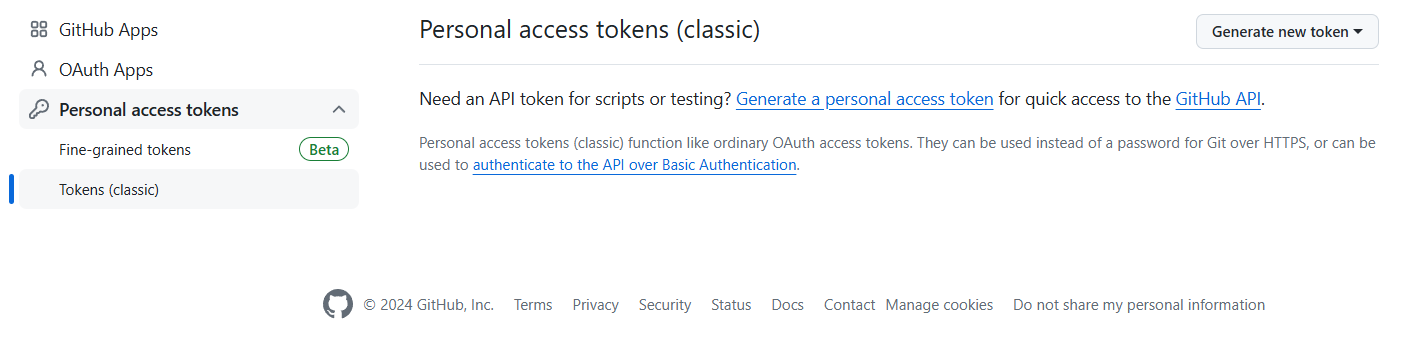 GitHub Apps
OAuth Apps
Personal access tokens
Fine-grained tokens Beta
Tokens (classic)
Personal access tokens (classic)
Generate new token
Need an API token for scripts or testing? Generate a personal access token for quick access to the GitHub API.
Personal access tokens (classic) function like ordinary OAuth access tokens. They can be used instead of a password for Git over HTTPS, or can be
used to authenticate to the API over Basic Authentication.
© 2024 GitHub, Inc. Terms Privacy Security Status Docs Contact Manage cookies Do not share my personal information